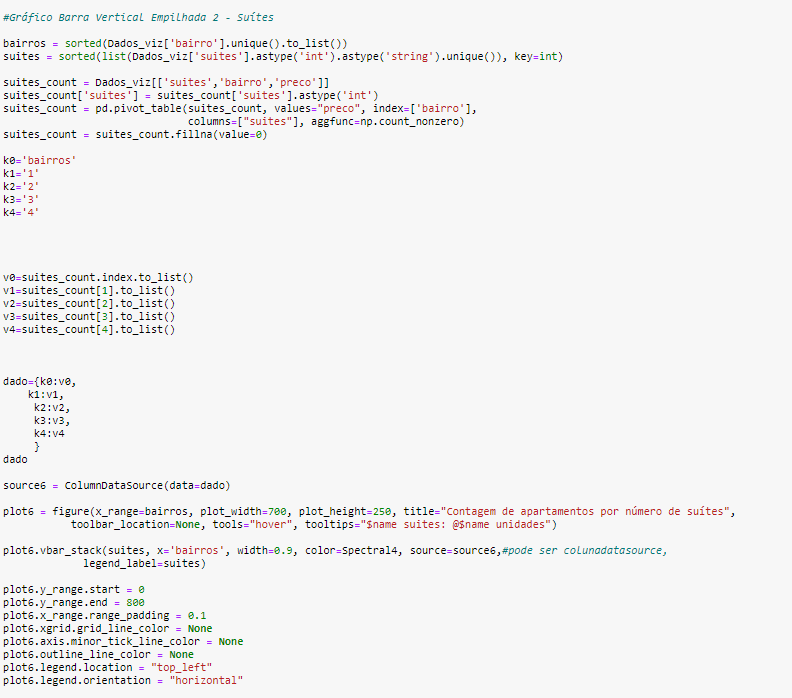 #Gráfico Barra Vertical Empilhada 2 - Suítes
bairros = sorted(Dados_viz['bairro'].unique().to_list())
suites = sorted(list(Dados_viz['suites'].astype('int').astype('string').unique()), key=int)
suites_count = Dados_viz[['suites','bairro','preco']]
suites_count['suites'] = suites_count['suites'].astype('int')
suites_count = pd.pivot_table(suites_count, values="preco", index=['bairro'],
columns=["suites"], aggfunc=np.count_nonzero)
suites_count = suites_count.fillna(value=0)
k0='bairros'
k1='1'
k2='2'
k3='3'
k4='4'
v0=suites_count.index.to_list()
v1=suites_count[1].to_list()
v2=suites_count[2].to_list()
v3=suites_count[3].to_list()
v4=suites_count[4].to_list()
dado={k0:v0,
k1:v1,
k2:v2,
k3:v3,
k4:v4
}
dado
source6 = ColumnDataSource(data=dado)
plot6 = figure(x_range=bairros, plot_width=700, plot_height=250, title="Contagem de apartamentos por número de suítes",
toolbar_location=None, tools="hover", tooltips="$name suites: @$name unidades")
plot6.vbar_stack(suites, x='bairros', width=0.9, color=Spectral4, source=source6,#pode ser colunadatasource,
legend_label=suites)
plot6.y_range.start = 0
plot6.y_range.end = 800
plot6.x_range.range_padding = 0.1
plot6.xgrid.grid_line_color = None
plot6.axis.minor_tick_line_color = None
plot6.outline_line_color = None
plot6.legend.location = "top_left"
plot6.legend.orientation = "horizontal"